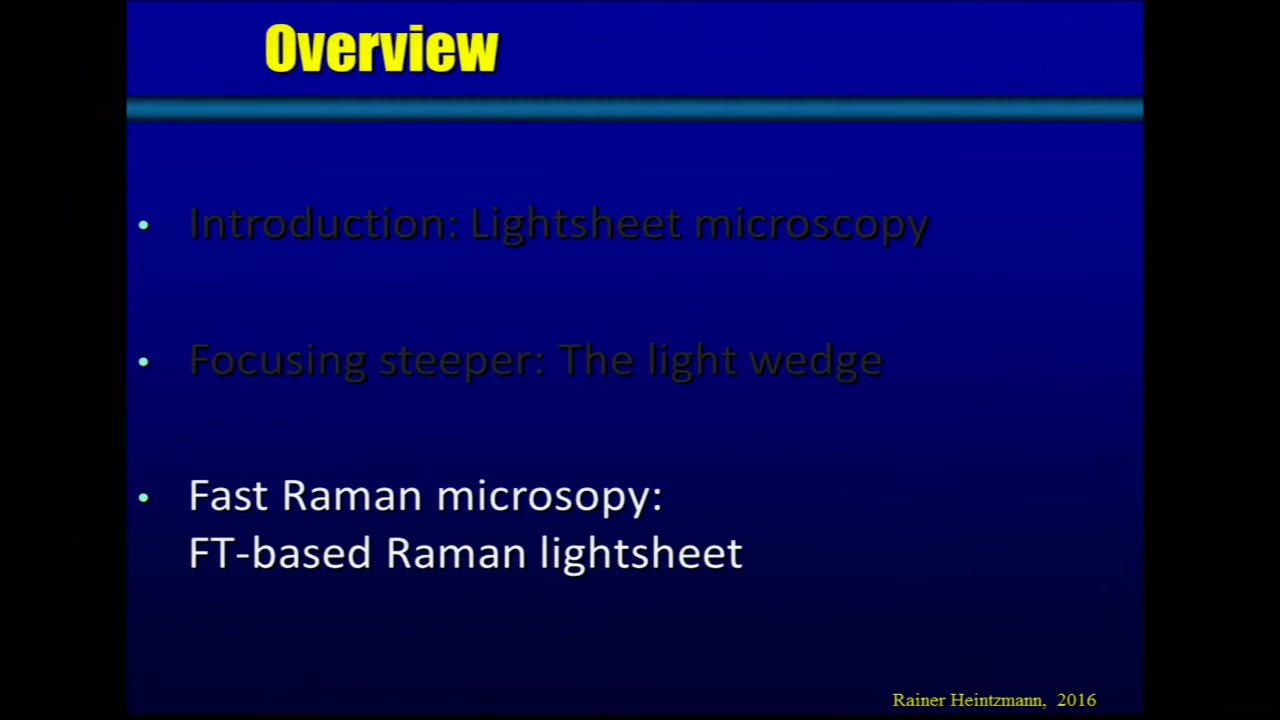 Overview
• Introduction: Lightsheet microscopy
• Focusing steeper: The light wedge
• Fast Raman microsopy:
FT-based Raman lightsheet
Rainer Heintzmann, 2016